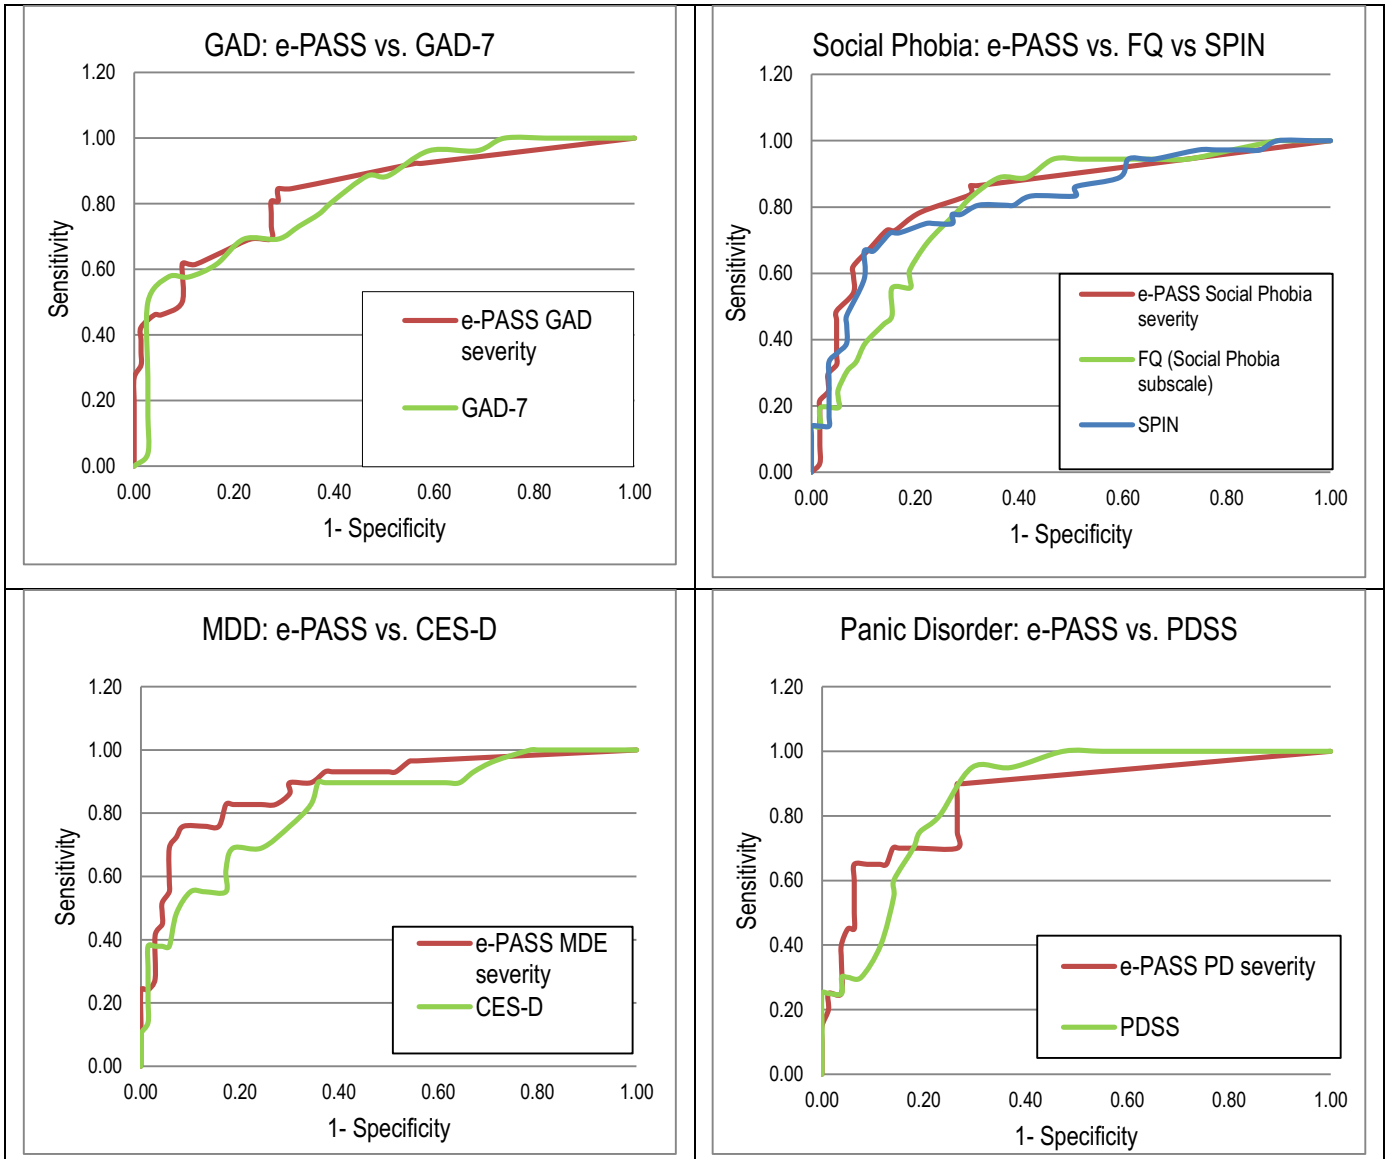 GAD: e-PASS vs. GAD-7
1.20
1.00
0.80
0.60
0.40
0.20
0.00
Sensitivity
0.00 0.20 0.40 0.60 0.80 1.00
1- Specificity
e-PASS GAD
severity
GAD-7
Social Phobia: e-PASS vs. FQ vs SPIN
1.20
1.00
0.80
0.60
0.40
0.20
0.00
Sensitivity
0.00 0.20 0.40 0.60 0.80 1.00
1- Specificity
e-PASS Social Phobia
severity
FQ (Social Phobia
subscale)
SPIN
MDD: e-PASS vs. CES-D
1.20
1.00
0.80
0.60
0.40
0.20
0.00
Sensitivity
0.00 0.20 0.40 0.60 0.80 1.00
1- Specificity
e-PASS MDE
severity
CES-D
Panic Disorder: e-PASS vs. PDSS
1.20
1.00
0.80
0.60
0.40
0.20
0.00
Sensitivity
0.00 0.20 0.40 0.60 0.80 1.00
1- Specificity
e-PASS PD severity
PDSS